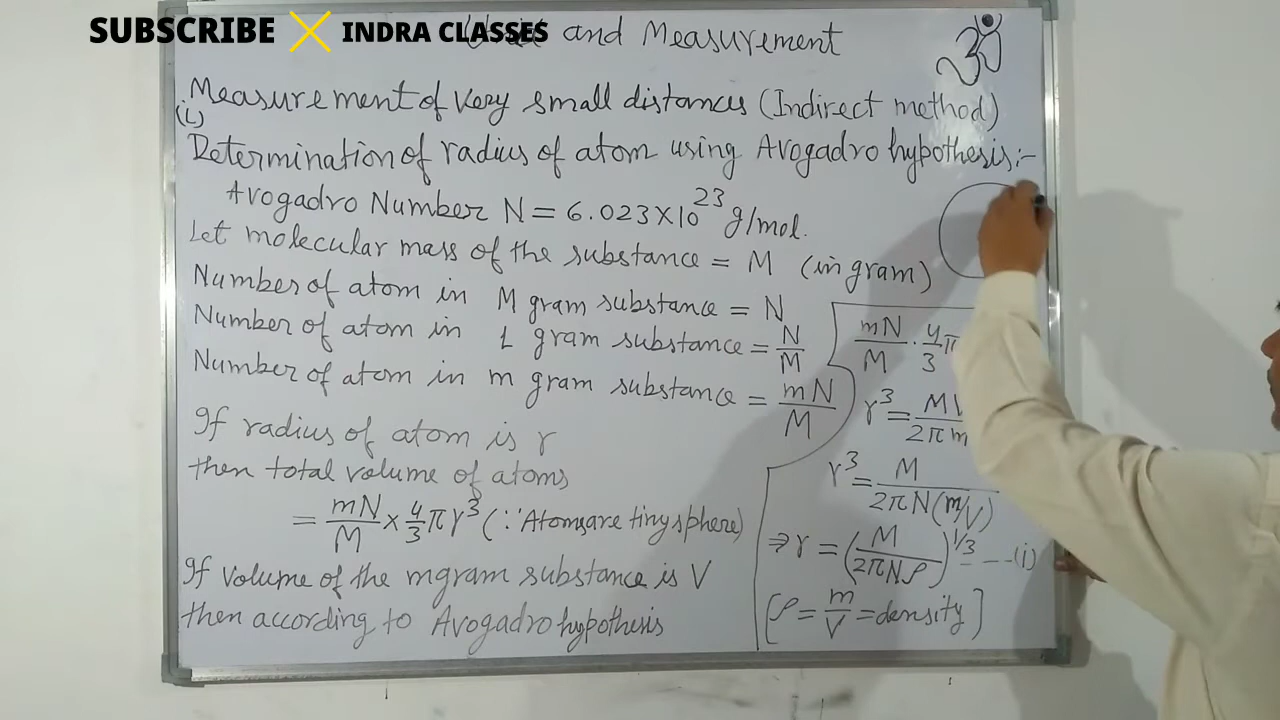 SUBSCRIBE INDRA CLASSES
and Measurement
ॐ
Measurement of very small distances (Indirect method)
(i)
Determination of radius of atom using Avogadro hypothesis:-
Avogadro Number N = 6.023×10²³ g/mol.
Let molecular mass of the substance = M (in gram)
Number of atom in M gram substance = N
Number of atom in 1 gram substance = N/M
Number of atom in m gram substance = mN/M
If radius of atom is r
then total volume of atoms
= mN/M × 4/3 πr³ (∵ Atoms are tiny sphere)
If volume of the m gram substance is V
then according to Avogadro hypothesis
mN/M · 4/3 π
r³ = MV/2πm
r³ = M/2πN(m/V)
⇒ r = (M/2πNρ)^1/3 --- (i)
[ρ = m/V = density]